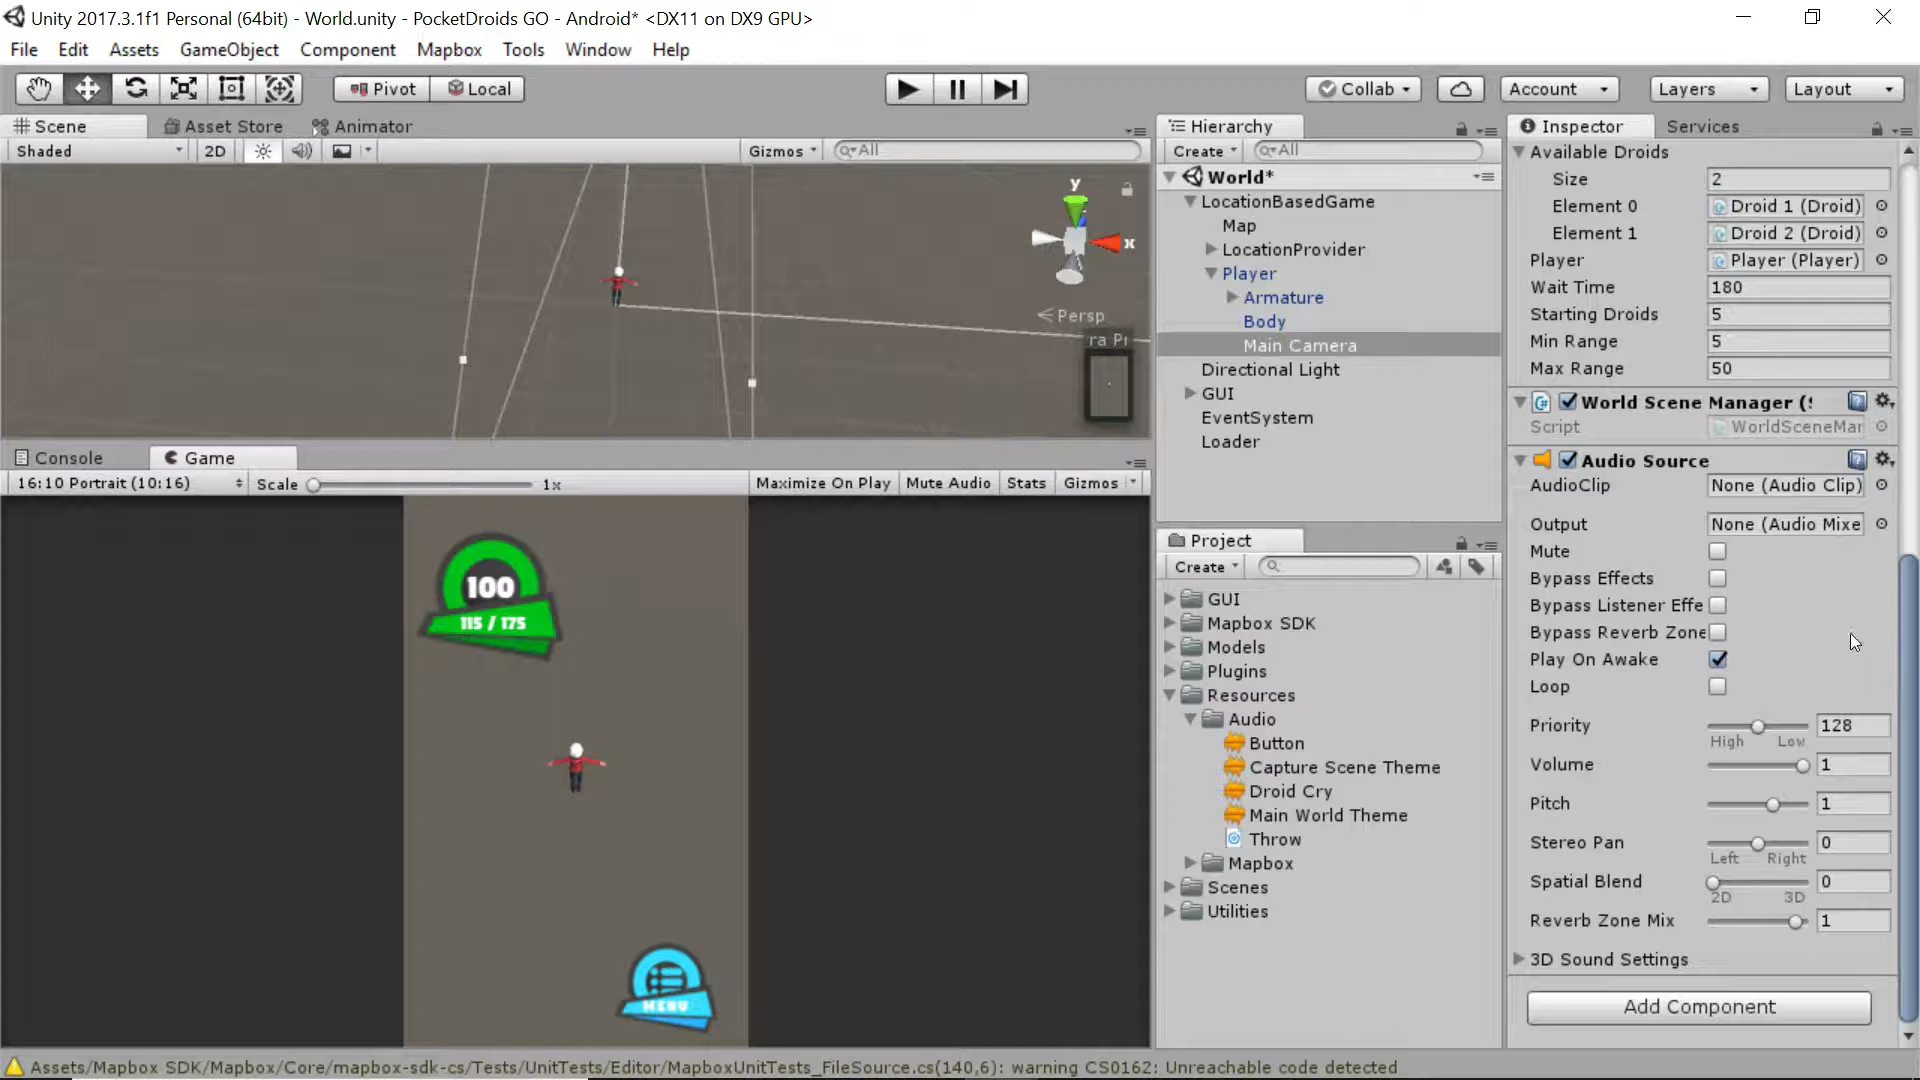 Unity 2017.3.1f1 Personal (64bit) - World.unity - PocketDroids GO - Android* <DX11 on DX9 GPU>
File Edit Assets GameObject Component Mapbox Tools Window Help
Pivot Local Collab Account Layers Layout
Scene Asset Store Animator
Shaded 2D Gizmos All
y
x
Persp
ra Pr
Console Game
16:10 Portrait (10:16) Scale 1x Maximize On Play Mute Audio Stats Gizmos
100
115 / 175
MENU
Hierarchy
Create All
World*
LocationBasedGame
Map
LocationProvider
Player
Armature
Body
Main Camera
Directional Light
GUI
EventSystem
Loader
Project
Create
GUI
Mapbox SDK
Models
Plugins
Resources
Audio
Button
Capture Scene Theme
Droid Cry
Main World Theme
Throw
Mapbox
Scenes
Utilities
Inspector Services
Available Droids
Size 2
Element 0 Droid 1 (Droid)
Element 1 Droid 2 (Droid)
Player Player (Player)
Wait Time 180
Starting Droids 5
Min Range 5
Max Range 50
World Scene Manager (S
Script WorldSceneMar
Audio Source
AudioClip None (Audio Clip)
Output None (Audio Mixe
Mute
Bypass Effects
Bypass Listener Effe
Bypass Reverb Zone
Play On Awake
Loop
Priority 128
High Low
Volume 1
Pitch 1
Stereo Pan 0
Left Right
Spatial Blend 0
2D 3D
Reverb Zone Mix 1
3D Sound Settings
Add Component
Assets/Mapbox SDK/Mapbox/Core/mapbox-sdk-cs/Tests/UnitTests/Editor/MapboxUnitTests_FileSource.cs(140,6): warning CS0162: Unreachable code detected